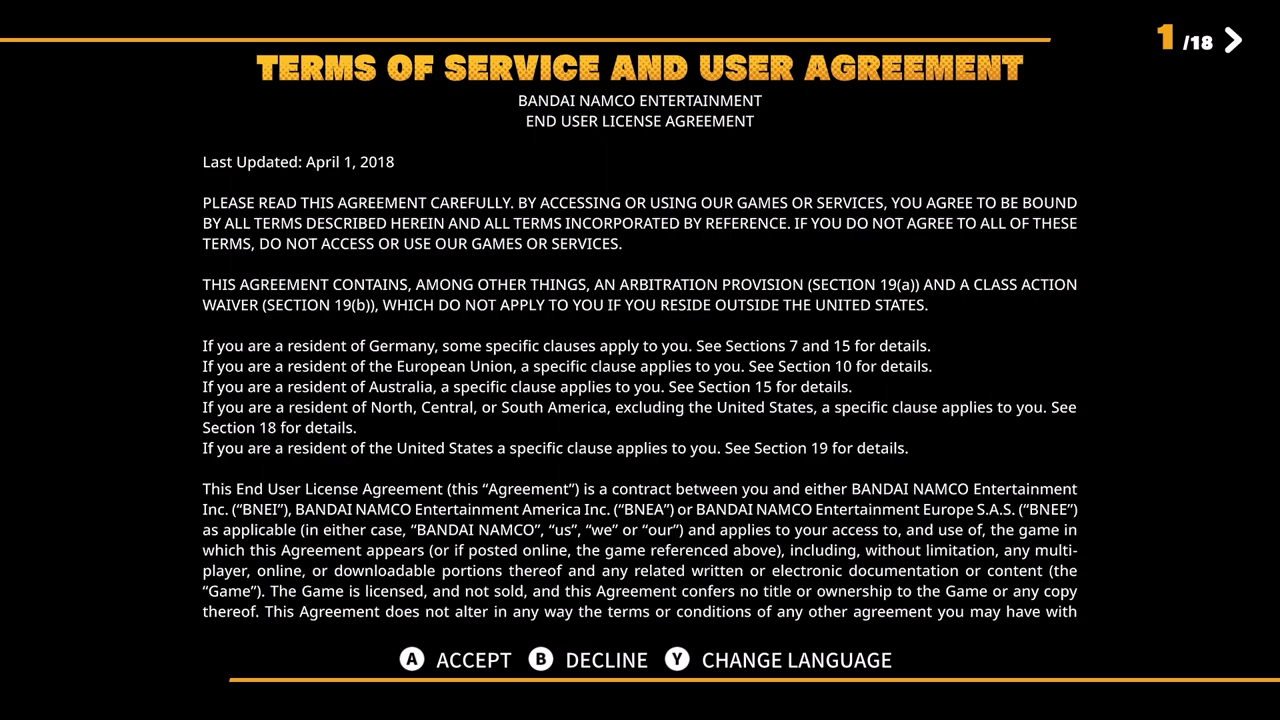 1 /18
TERMS OF SERVICE AND USER AGREEMENT
BANDAI NAMCO ENTERTAINMENT
END USER LICENSE AGREEMENT
Last Updated: April 1, 2018
PLEASE READ THIS AGREEMENT CAREFULLY. BY ACCESSING OR USING OUR GAMES OR SERVICES, YOU AGREE TO BE BOUND
BY ALL TERMS DESCRIBED HEREIN AND ALL TERMS INCORPORATED BY REFERENCE. IF YOU DO NOT AGREE TO ALL OF THESE
TERMS, DO NOT ACCESS OR USE OUR GAMES OR SERVICES.
THIS AGREEMENT CONTAINS, AMONG OTHER THINGS, AN ARBITRATION PROVISION (SECTION 19(a)) AND A CLASS ACTION
WAIVER (SECTION 19(b)), WHICH DO NOT APPLY TO YOU IF YOU RESIDE OUTSIDE THE UNITED STATES.
If you are a resident of Germany, some specific clauses apply to you. See Sections 7 and 15 for details.
If you are a resident of the European Union, a specific clause applies to you. See Section 10 for details.
If you are a resident of Australia, a specific clause applies to you. See Section 15 for details.
If you are a resident of North, Central, or South America, excluding the United States, a specific clause applies to you. See
Section 18 for details.
If you are a resident of the United States a specific clause applies to you. See Section 19 for details.
This End User License Agreement (this “Agreement”) is a contract between you and either BANDAI NAMCO Entertainment
Inc. (“BNEI”), BANDAI NAMCO Entertainment America Inc. (“BNEA”) or BANDAI NAMCO Entertainment Europe S.A.S. (“BNEE”)
as applicable (in either case, “BANDAI NAMCO”, “us”, “we” or “our”) and applies to your access to, and use of, the game in
which this Agreement appears (or if posted online, the game referenced above), including, without limitation, any multi-
player, online, or downloadable portions thereof and any related written or electronic documentation or content (the
“Game”). The Game is licensed, and not sold, and this Agreement confers no title or ownership to the Game or any copy
thereof. This Agreement does not alter in any way the terms or conditions of any other agreement you may have with
A ACCEPT B DECLINE Y CHANGE LANGUAGE